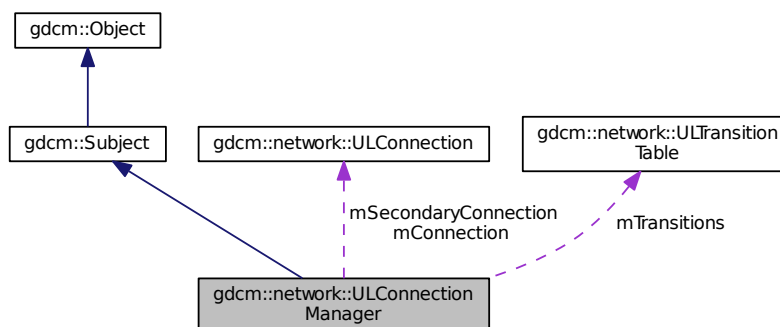 gdcm::Object
gdcm::Subject
gdcm::network::ULConnection
gdcm::network::ULTransition
Table
mSecondaryConnection
mConnection
mTransitions
gdcm::network::ULConnection
Manager